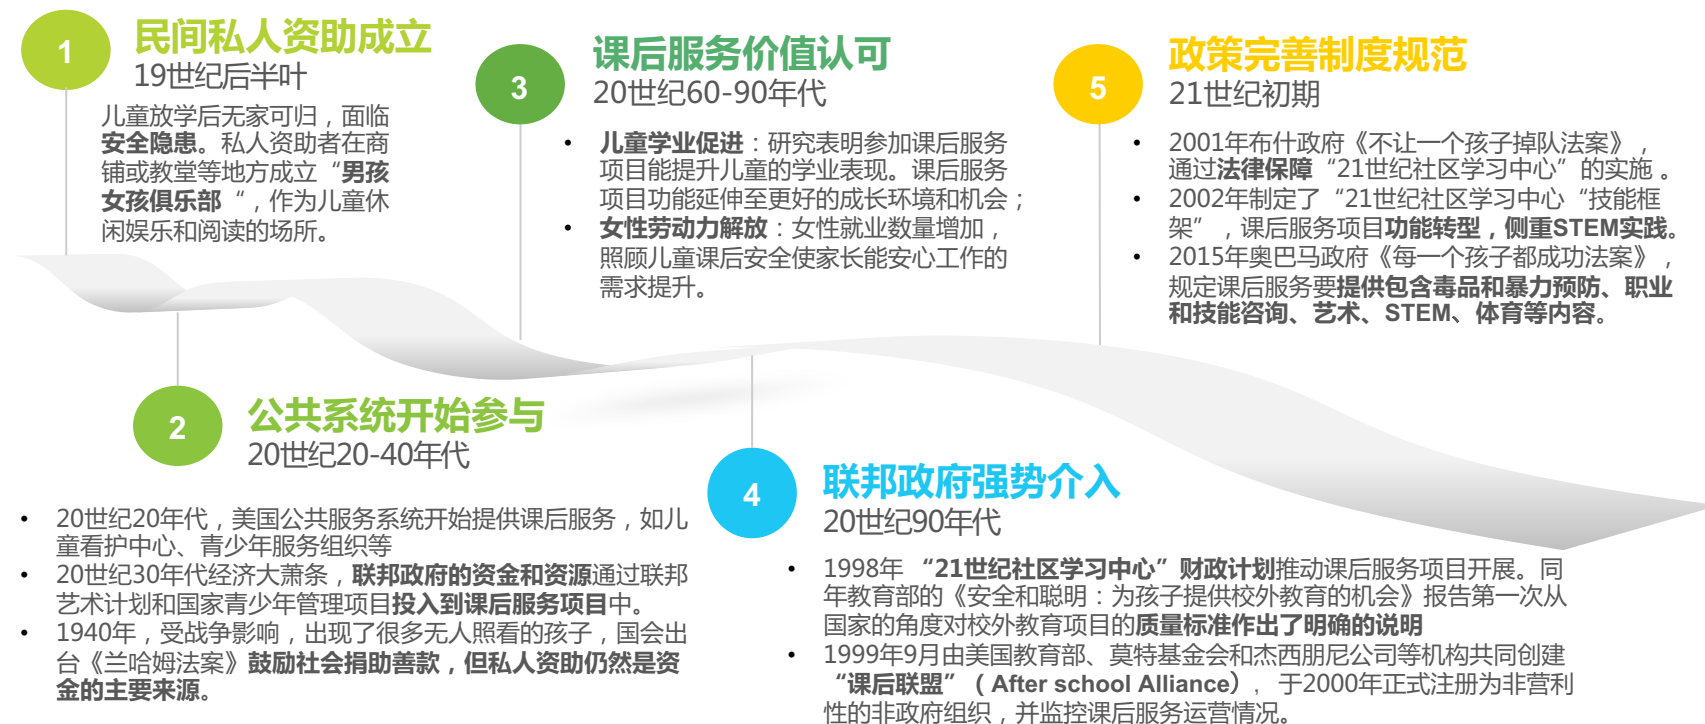 1
民间私人资助成立
19世纪后半叶
儿童放学后无家可归，面临
安全隐患。私人资助者在商
铺或教堂等地方成立“男孩
女孩俱乐部“，作为儿童休
闲娱乐和阅读的场所。
2
公共系统开始参与
20世纪20-40年代
• 20世纪20年代，美国公共服务系统开始提供课后服务，如儿
童看护中心、青少年服务组织等
• 20世纪30年代经济大萧条，联邦政府的资金和资源通过联邦
艺术计划和国家青少年管理项目投入到课后服务项目中。
• 1940年，受战争影响，出现了很多无人照看的孩子，国会出
台《兰哈姆法案》鼓励社会捐助善款，但私人资助仍然是资
金的主要来源。
3
课后服务价值认可
20世纪60-90年代
• 儿童学业促进：研究表明参加课后服务
项目能提升儿童的学业表现。课后服务
项目功能延伸至更好的成长环境和机会；
• 女性劳动力解放：女性就业数量增加，
照顾儿童课后安全使家长能安心工作的
需求提升。
4
联邦政府强势介入
20世纪90年代
• 1998年 “21世纪社区学习中心”财政计划推动课后服务项目开展。同
年教育部的《安全和聪明：为孩子提供校外教育的机会》报告第一次从
国家的角度对校外教育项目的质量标准作出了明确的说明
• 1999年9月由美国教育部、莫特基金会和杰西朋尼公司等机构共同创建
“课后联盟”（After school Alliance），于2000年正式注册为非营利
性的非政府组织，并监控课后服务运营情况。
5
政策完善制度规范
21世纪初期
• 2001年布什政府《不让一个孩子掉队法案》，
通过法律保障“21世纪社区学习中心”的实施。
• 2002年制定了“21世纪社区学习中心“技能框
架”，课后服务项目功能转型，侧重STEM实践。
• 2015年奥巴马政府《每一个孩子都成功法案》，
规定课后服务要提供包含毒品和暴力预防、职业
和技能咨询、艺术、STEM、体育等内容。